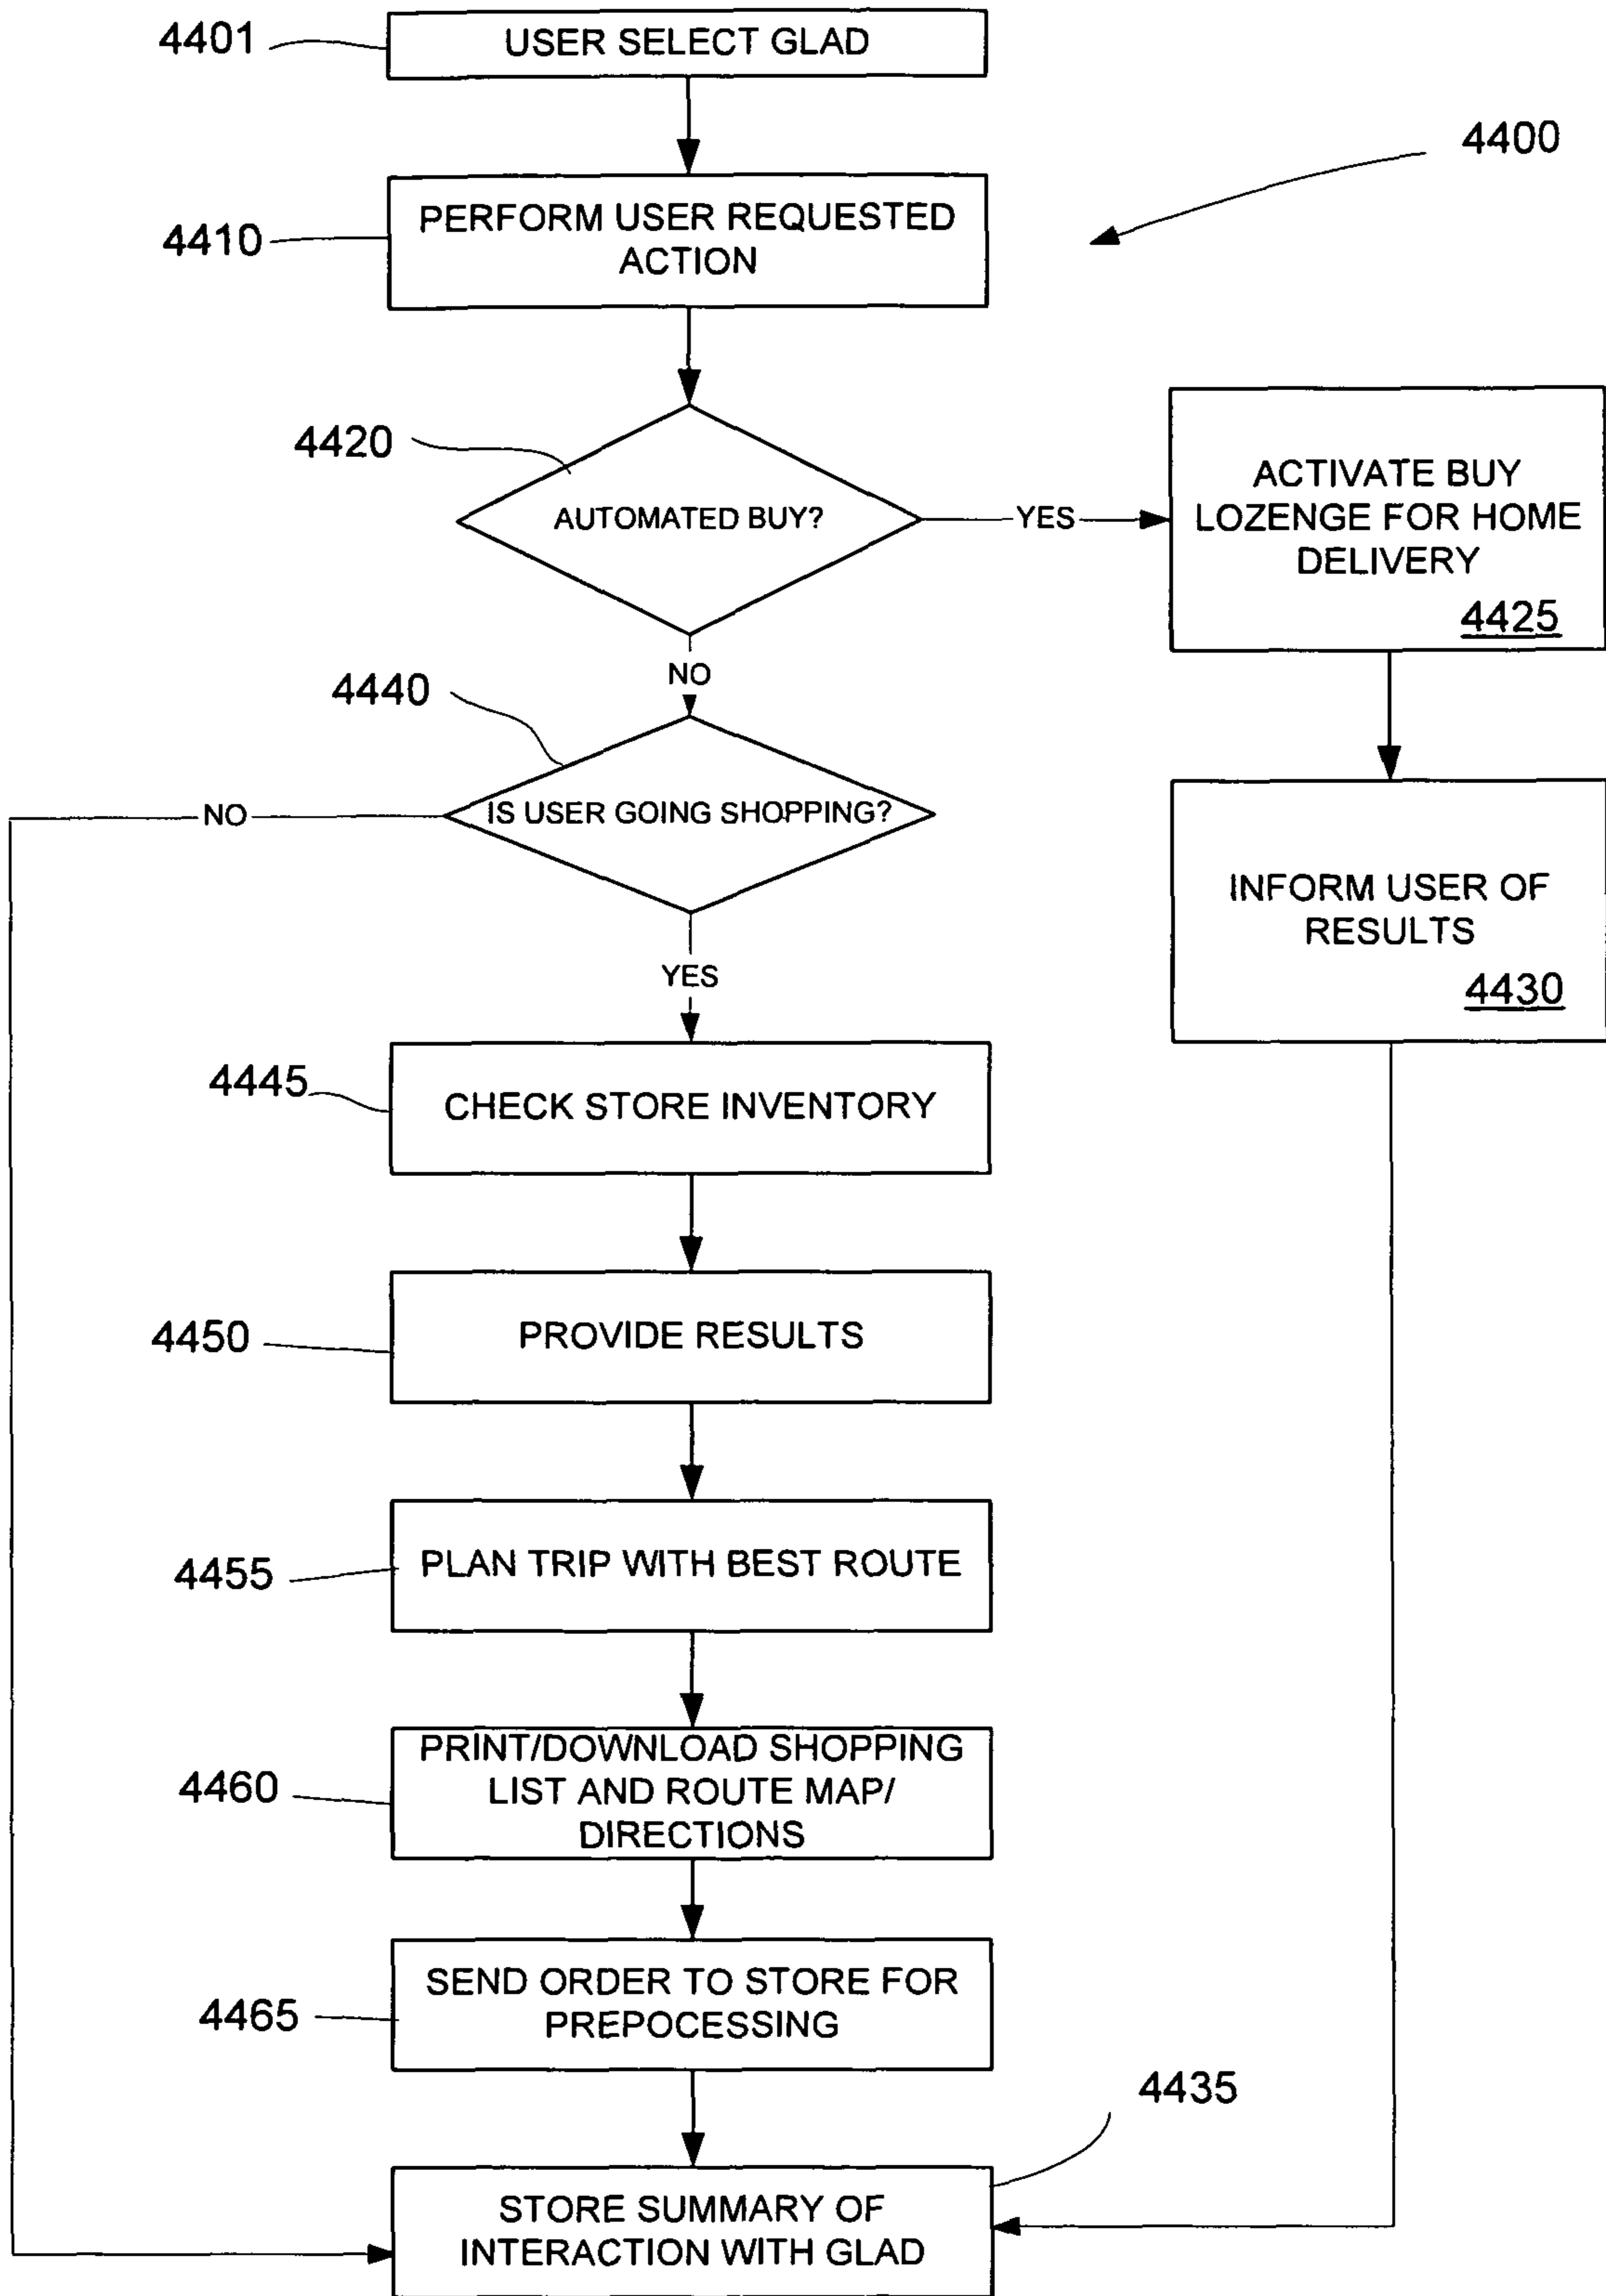 4401
USER SELECT GLAD
4400
4410
PERFORM USER REQUESTED
ACTION
4420
AUTOMATED BUY?
YES
ACTIVATE BUY
LOZENGE FOR HOME
DELIVERY
4425
NO
4440
IS USER GOING SHOPPING?
NO
INFORM USER OF
RESULTS
4430
YES
4445
CHECK STORE INVENTORY
4450
PROVIDE RESULTS
4455
PLAN TRIP WITH BEST ROUTE
4460
PRINT/DOWNLOAD SHOPPING
LIST AND ROUTE MAP/
DIRECTIONS
4465
SEND ORDER TO STORE FOR
PREPOCESSING
4435
STORE SUMMARY OF
INTERACTION WITH GLAD